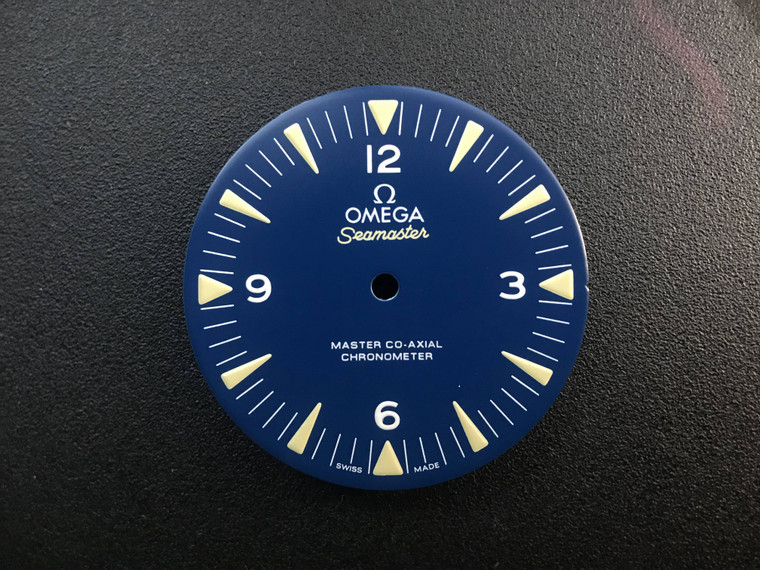 12
Ω
OMEGA
Seamaster
9
3
MASTER CO-AXIAL
CHRONOMETER
6
SWISS MADE